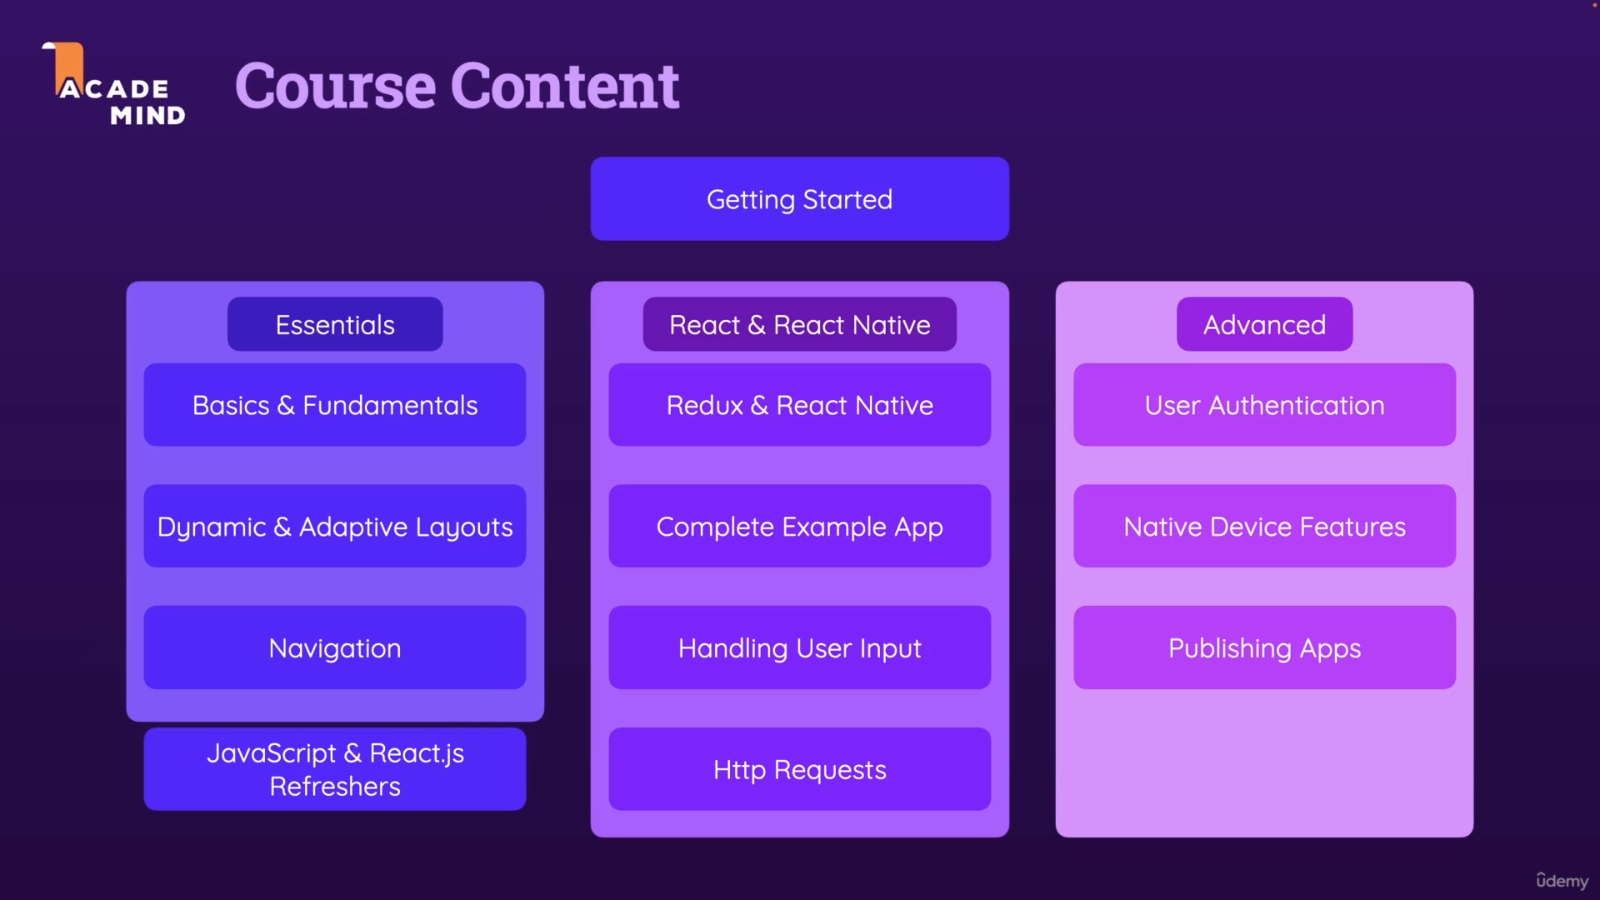 ACADE
MIND
Course Content
Getting Started
Essentials
Basics & Fundamentals
Dynamic & Adaptive Layouts
Navigation
JavaScript & React.js
Refreshers
React & React Native
Redux & React Native
Complete Example App
Handling User Input
Http Requests
Advanced
User Authentication
Native Device Features
Publishing Apps
ûdemy